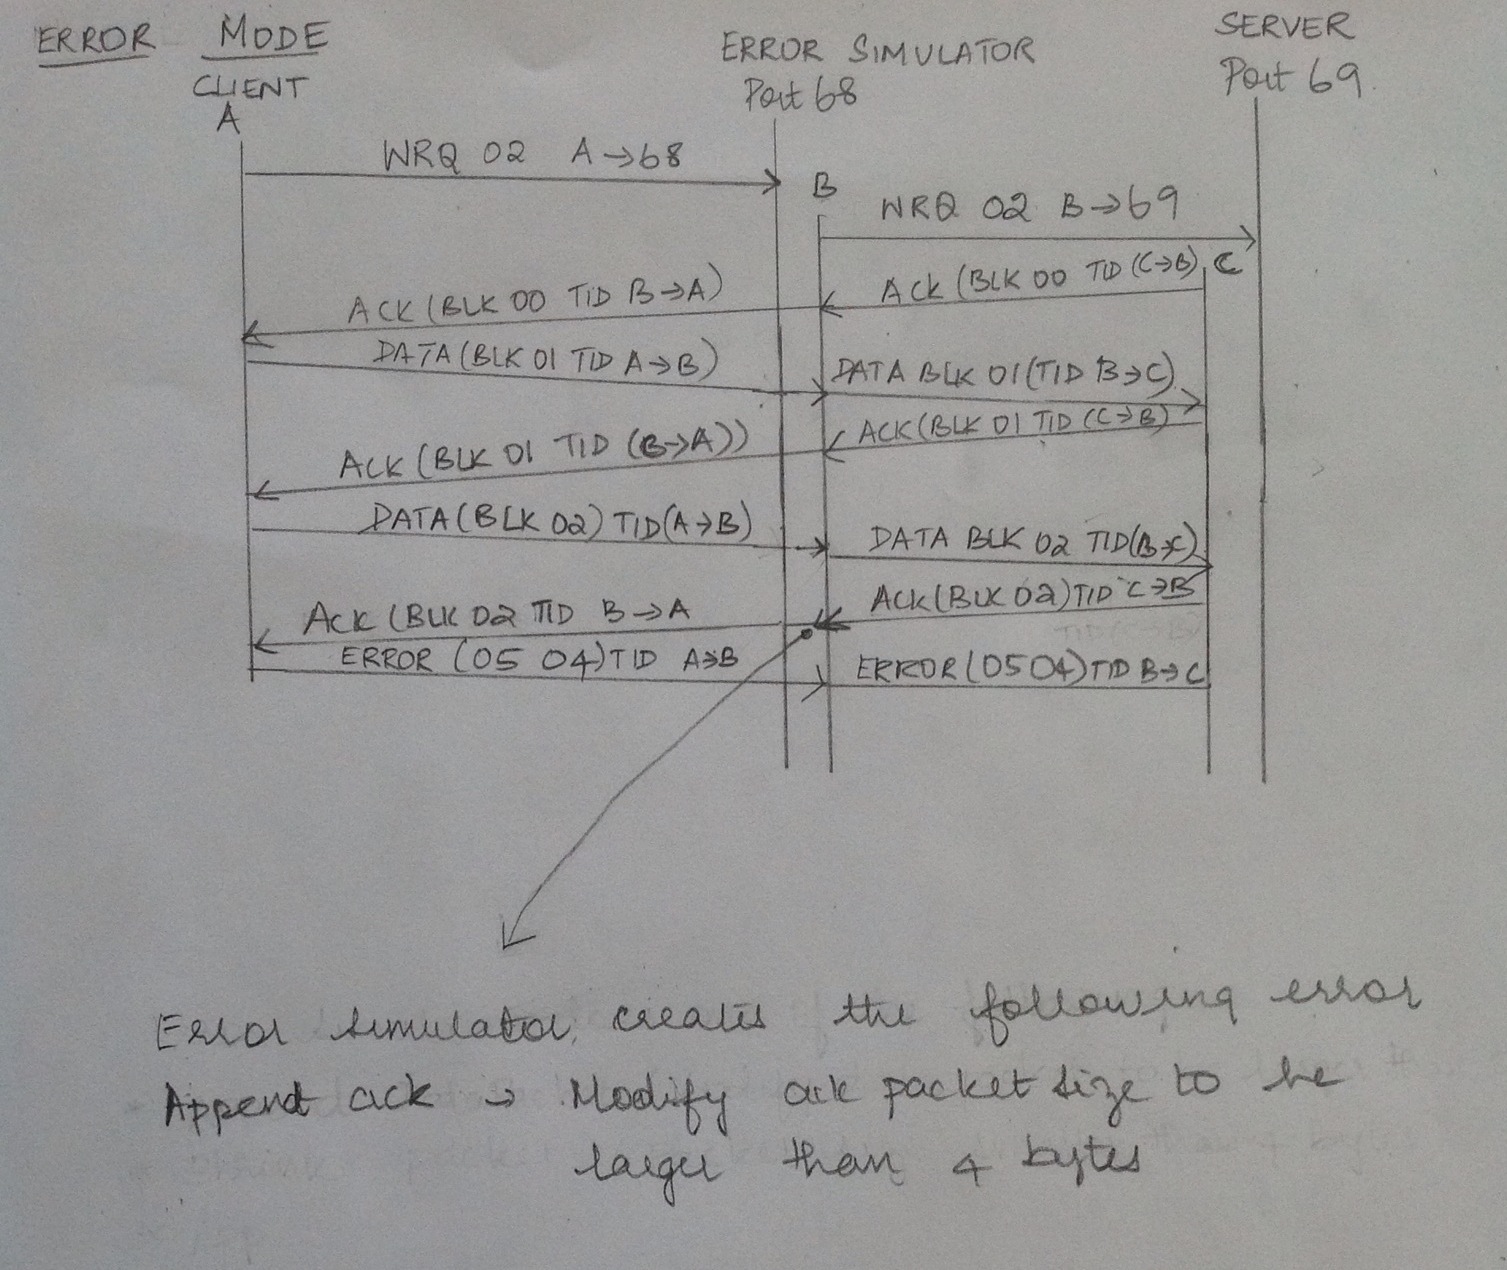 ERROR MODE
CLIENT
A
ERROR SIMULATOR
Port 68
SERVER
Port 69
WRQ 02 A→68
B
WRQ 02 B→69
ACK (BLK 00 TID (C→B)
C
ACK (BLK 00 TID B→A)
DATA (BLK 01 TID A→B)
DATA BLK 01 (TID B→C)
ACK (BLK 01 TID (C→B)
ACK (BLK 01 TID (B→A))
DATA (BLK 02) TID (A→B)
DATA BLK 02 TID (B→C)
ACK (BLK 02) TID C→B
ACK (BLK 02 TID B→A
ERROR (05 04) TID A→B
ERROR (05 04) TID B→C
Error simulator creates the following error
Append ack → Modify ack packet size to be
larger than 4 bytes